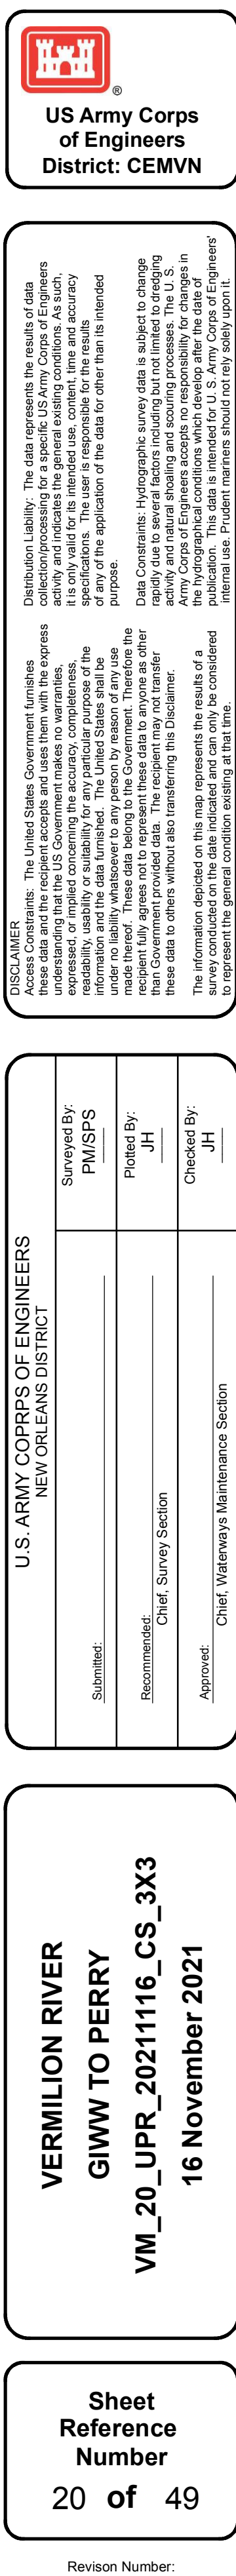 ®
US Army Corps
of Engineers
District: CEMVN
DISCLAIMER
Access Constraints: The United States Government furnishes
these data and the recipient accepts and uses them with the express
understanding that the US Government makes no warranties,
expressed, or implied concerning the accuracy, completeness,
readability, usability or suitability for any particular purpose of the
information and the data furnished. The United States shall be
under no liability whatsoever to any person by reason of any use
made thereof. These data belong to the Government. Therefore the
recipient fully agrees not to represent these data to anyone as other
than Government provided data. The recipient may not transfer
these data to others without also transferring this Disclaimer.
The information depicted on this map represents the results of a
survey conducted on the date indicated and can only be considered
to represent the general condition existing at that time.
Distribution Liability: The data represents the results of data
collection/processing for a specific US Army Corps of Engineers
activity and indicates the general existing conditions. As such,
it is only valid for its intended use, content, time and accuracy
specifications. The user is responsible for the results
of any of the application of the data for other than its intended
purpose.
Data Constraints: Hydrographic survey data is subject to change
rapidly due to several factors including but not limited to dredging
activity and natural shoaling and scouring processes. The U. S.
Army Corps of Engineers accepts no responsibility for changes in
the hydrographical conditions which develop after the date of
publication. This data is intended for U. S. Army Corps of Engineers'
internal use. Prudent mariners should not rely solely upon it.
U.S. ARMY COPRPS OF ENGINEERS
NEW ORLEANS DISTRICT
Submitted:
Surveyed By:
PM/SPS
Recommended:
Chief, Survey Section
Plotted By:
JH
Approved:
Chief, Waterways Maintenance Section
Checked By:
JH
VERMILION RIVER
GIWW TO PERRY
VM_20_UPR_20211116_CS_3X3
16 November 2021
Sheet
Reference
Number
20 of 49
Revison Number: